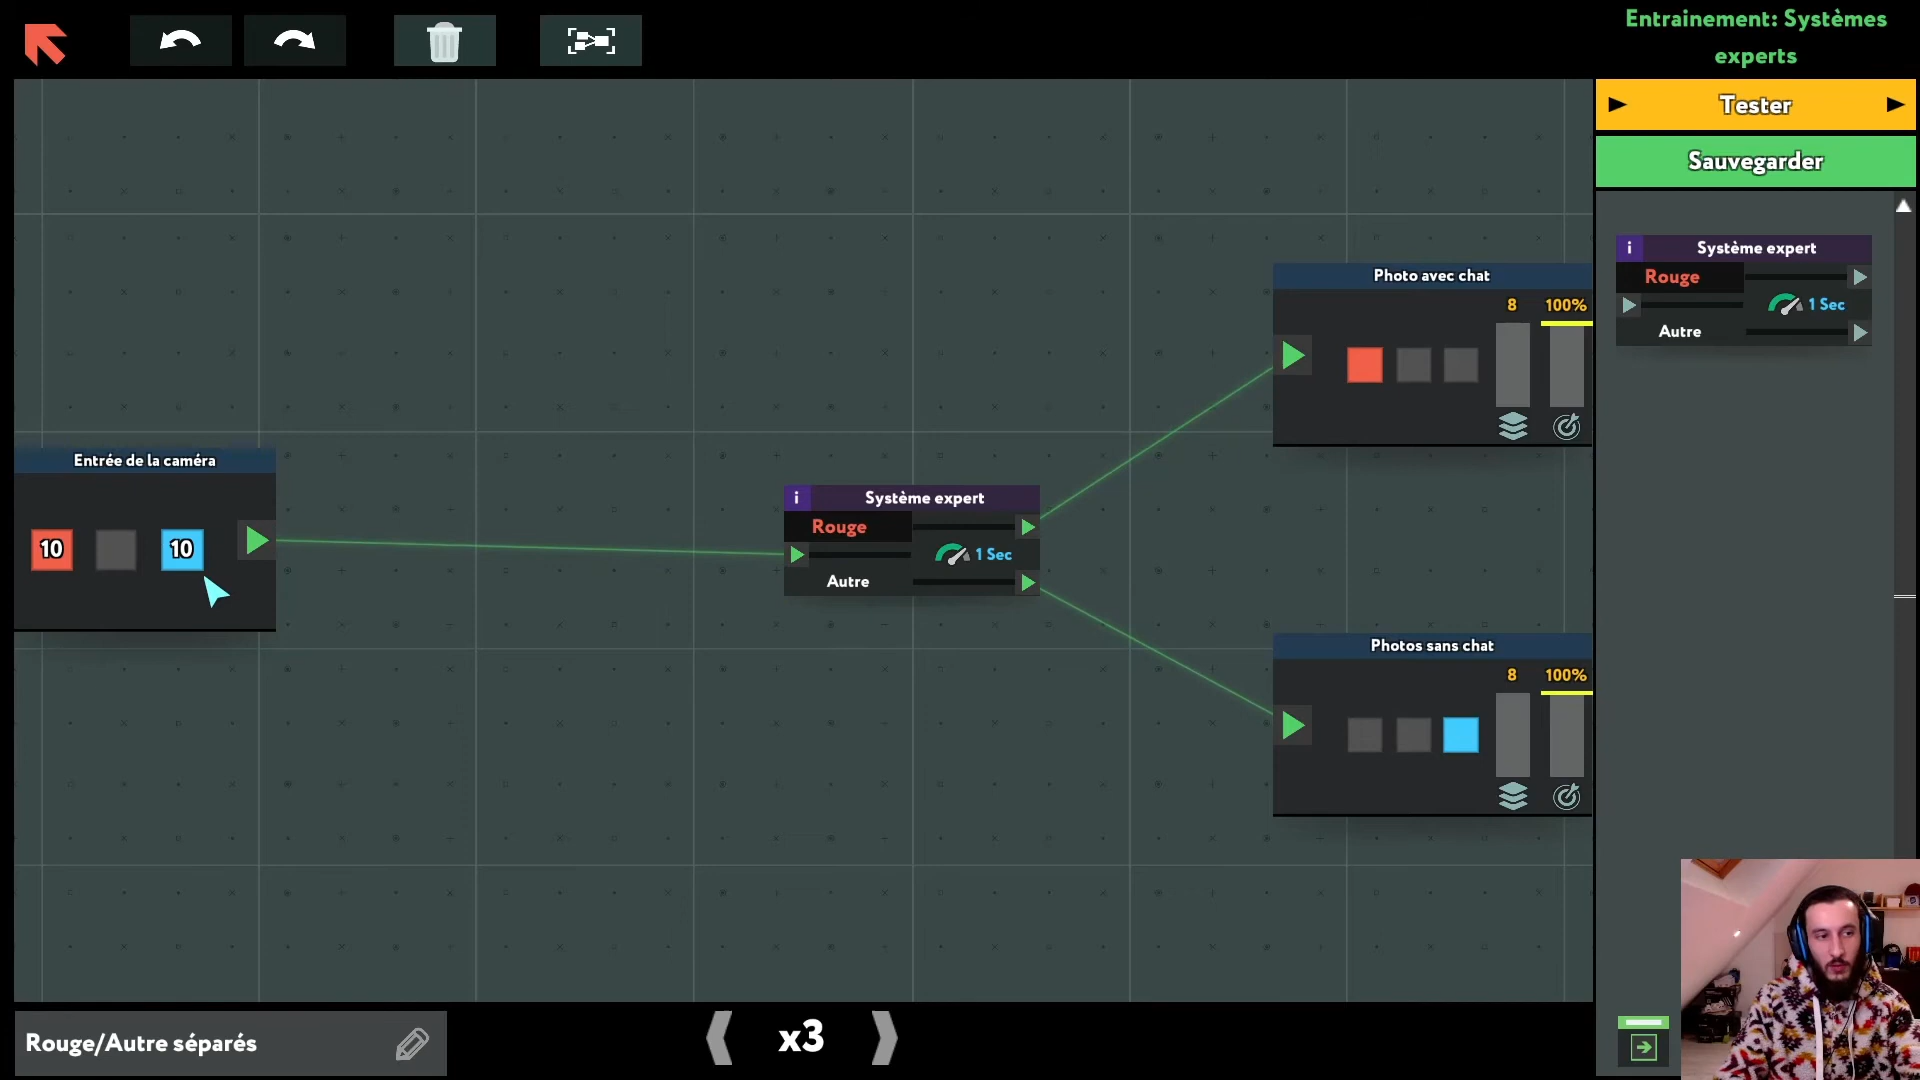 Entrainement: Systèmes
experts
Tester
Sauvegarder
i Système expert
Rouge
1 Sec
Autre
Photo avec chat
8 100%
Entrée de la caméra
10 10
i Système expert
Rouge
1 Sec
Autre
Photos sans chat
8 100%
Rouge/Autre séparés
x3